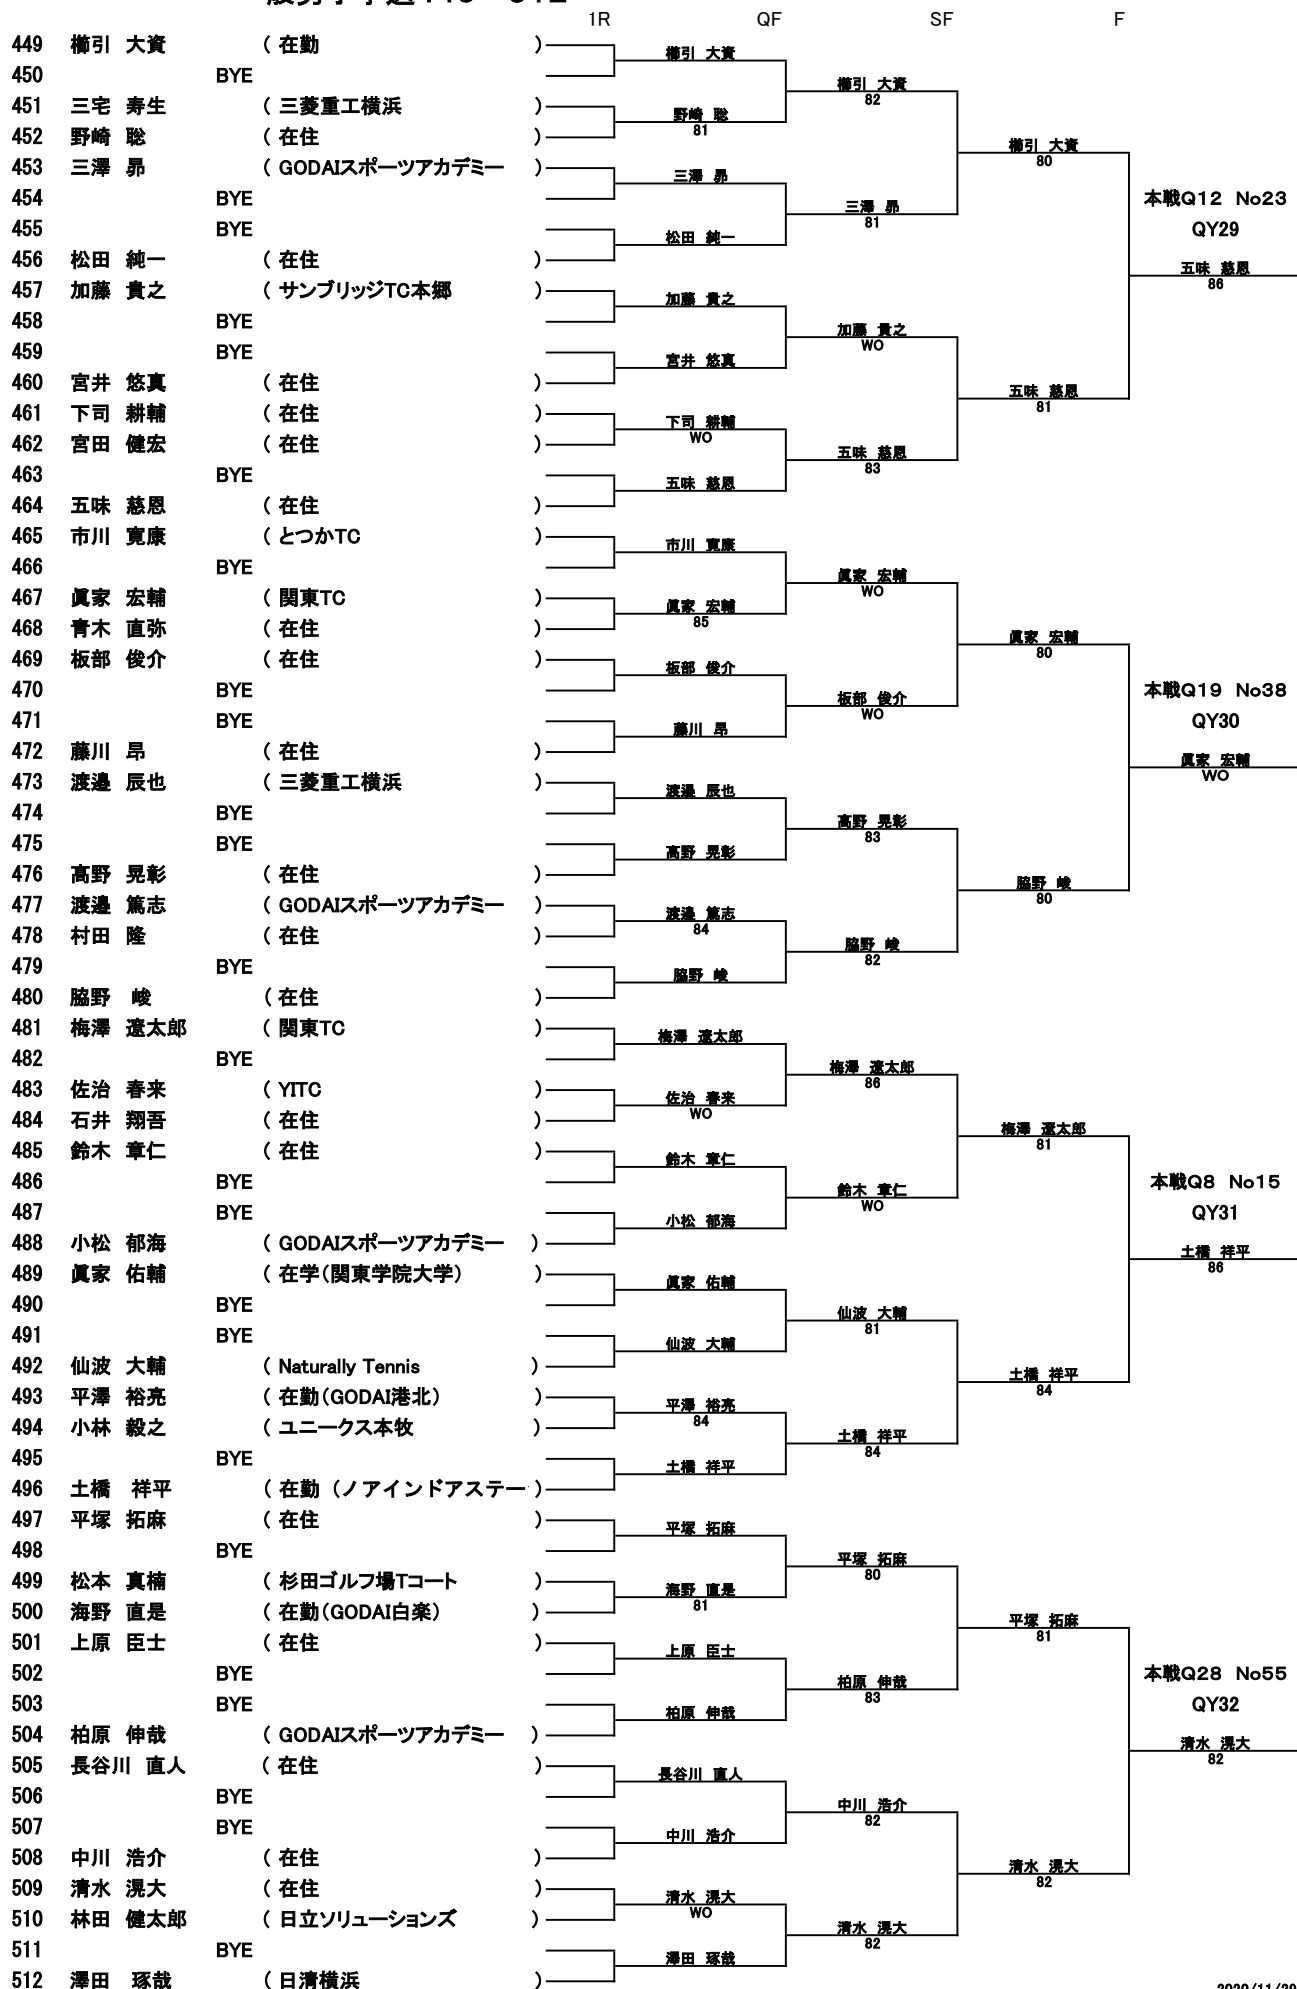 1R QF SF F
449 櫛引 大資 ( 在勤 ) 櫛引 大資
450 BYE 櫛引 大資
82
451 三宅 寿生 ( 三菱重工横浜 ) 野崎 聡
81
452 野崎 聡 ( 在住 ) 櫛引 大資
80
453 三澤 昴 ( GODAIスポーツアカデミー ) 三澤 昴
454 BYE 三澤 昴
81
本戦Q12 No23
455 BYE 松田 純一
QY29
456 松田 純一 ( 在住 ) 五味 慈恩
86
457 加藤 貴之 ( サンブリッジTC本郷 ) 加藤 貴之
458 BYE 加藤 貴之
WO
459 BYE 宮井 悠真
460 宮井 悠真 ( 在住 ) 五味 慈恩
81
461 下司 耕輔 ( 在住 ) 下司 耕輔
WO
462 宮田 健宏 ( 在住 ) 五味 慈恩
83
463 BYE 五味 慈恩
464 五味 慈恩 ( 在住 )
465 市川 寛康 ( とつかTC ) 市川 寛康
466 BYE 眞家 宏輔
WO
467 眞家 宏輔 ( 関東TC ) 眞家 宏輔
85
468 青木 直弥 ( 在住 ) 眞家 宏輔
80
469 板部 俊介 ( 在住 ) 板部 俊介
470 BYE 板部 俊介
WO
本戦Q19 No38
471 BYE 藤川 昂
QY30
472 藤川 昂 ( 在住 ) 眞家 宏輔
WO
473 渡邉 辰也 ( 三菱重工横浜 ) 渡邉 辰也
474 BYE 高野 晃彰
83
475 BYE 高野 晃彰
476 高野 晃彰 ( 在住 ) 脇野 峻
80
477 渡邉 篤志 ( GODAIスポーツアカデミー ) 渡邉 篤志
84
478 村田 隆 ( 在住 ) 脇野 峻
82
479 BYE 脇野 峻
480 脇野 峻 ( 在住 )
481 梅澤 遼太郎 ( 関東TC ) 梅澤 遼太郎
482 BYE 梅澤 遼太郎
86
483 佐治 春来 ( YITC ) 佐治 春来
WO
484 石井 翔吾 ( 在住 ) 梅澤 遼太郎
81
485 鈴木 章仁 ( 在住 ) 鈴木 章仁
486 BYE 鈴木 章仁
WO
本戦Q8 No15
487 BYE 小松 郁海
QY31
488 小松 郁海 ( GODAIスポーツアカデミー ) 土橋 祥平
86
489 眞家 佑輔 ( 在学(関東学院大学) ) 眞家 佑輔
490 BYE 仙波 大輔
81
491 BYE 仙波 大輔
492 仙波 大輔 ( Naturally Tennis ) 土橋 祥平
84
493 平澤 裕亮 ( 在勤(GODAI港北) ) 平澤 裕亮
84
494 小林 毅之 ( ユニークス本牧 ) 土橋 祥平
84
495 BYE 土橋 祥平
496 土橋 祥平 ( 在勤 (ノアインドアステー )
497 平塚 拓麻 ( 在住 ) 平塚 拓麻
498 BYE 平塚 拓麻
80
499 松本 真楠 ( 杉田ゴルフ場Tコート ) 海野 直是
81
500 海野 直是 ( 在勤(GODAI白楽) ) 平塚 拓麻
81
501 上原 臣士 ( 在住 ) 上原 臣士
502 BYE 柏原 伸哉
83
本戦Q28 No55
503 BYE 柏原 伸哉
QY32
504 柏原 伸哉 ( GODAIスポーツアカデミー ) 清水 滉大
82
505 長谷川 直人 ( 在住 ) 長谷川 直人
506 BYE 中川 浩介
82
507 BYE 中川 浩介
508 中川 浩介 ( 在住 ) 清水 滉大
82
509 清水 滉大 ( 在住 ) 清水 滉大
WO
510 林田 健太郎 ( 日立ソリューションズ ) 清水 滉大
82
511 BYE 澤田 琢哉
512 澤田 琢哉 ( 日清横浜 )